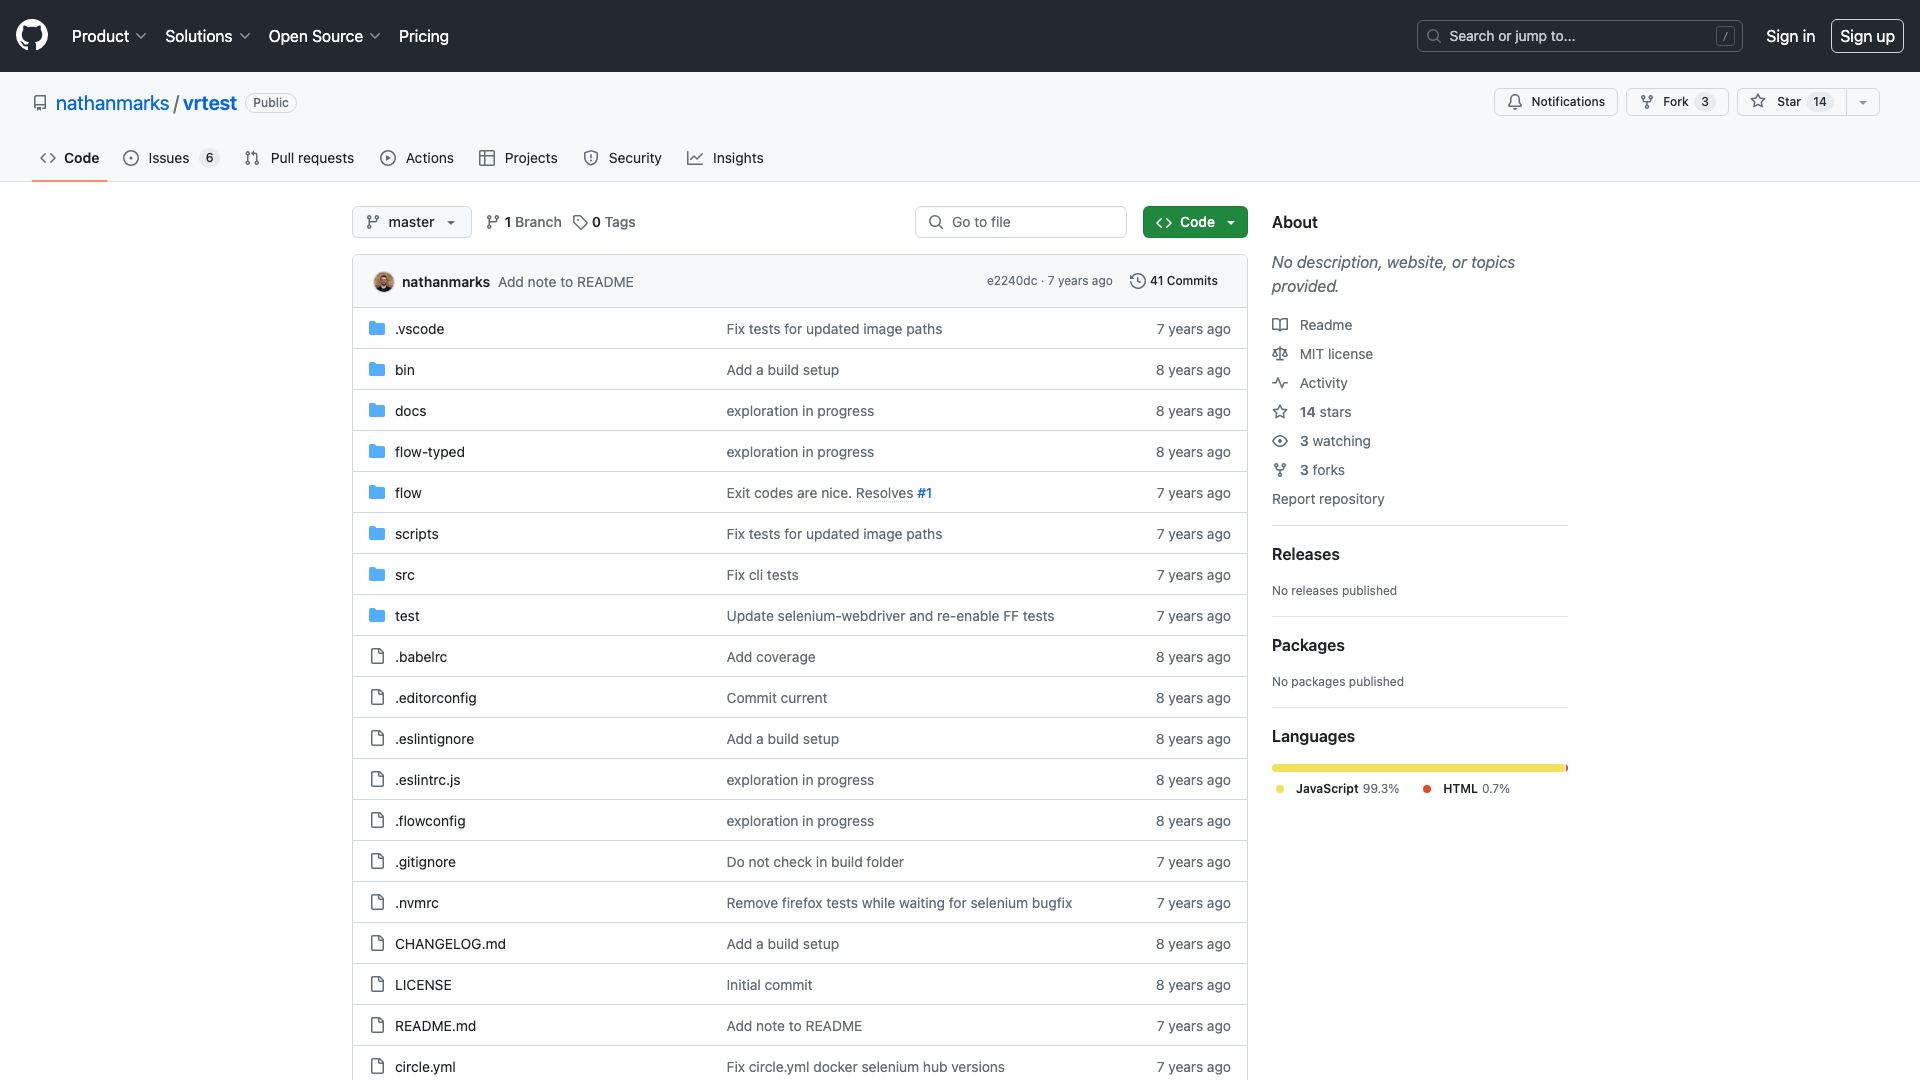 Product Solutions Open Source Pricing Search or jump to... / Sign in Sign up
nathanmarks / vrtest Public Notifications Fork 3 Star 14
Code Issues 6 Pull requests Actions Projects Security Insights
master 1 Branch 0 Tags Go to file Code
nathanmarks Add note to README e2240dc · 7 years ago 41 Commits
.vscode Fix tests for updated image paths 7 years ago
bin Add a build setup 8 years ago
docs exploration in progress 8 years ago
flow-typed exploration in progress 8 years ago
flow Exit codes are nice. Resolves #1 7 years ago
scripts Fix tests for updated image paths 7 years ago
src Fix cli tests 7 years ago
test Update selenium-webdriver and re-enable FF tests 7 years ago
.babelrc Add coverage 8 years ago
.editorconfig Commit current 8 years ago
.eslintignore Add a build setup 8 years ago
.eslintrc.js exploration in progress 8 years ago
.flowconfig exploration in progress 8 years ago
.gitignore Do not check in build folder 7 years ago
.nvmrc Remove firefox tests while waiting for selenium bugfix 7 years ago
CHANGELOG.md Add a build setup 8 years ago
LICENSE Initial commit 8 years ago
README.md Add note to README 7 years ago
circle.yml Fix circle.yml docker selenium hub versions 7 years ago
About
No description, website, or topics
provided.
Readme
MIT license
Activity
14 stars
3 watching
3 forks
Report repository
Releases
No releases published
Packages
No packages published
Languages
JavaScript 99.3% HTML 0.7%